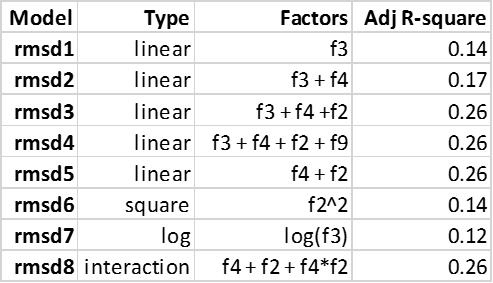 Model Type Factors Adj R-square
rmsd1 linear f3 0.14
rmsd2 linear f3 + f4 0.17
rmsd3 linear f3 + f4 +f2 0.26
rmsd4 linear f3 + f4 + f2 + f9 0.26
rmsd5 linear f4 + f2 0.26
rmsd6 square f2^2 0.14
rmsd7 log log(f3) 0.12
rmsd8 interaction f4 + f2 + f4*f2 0.26